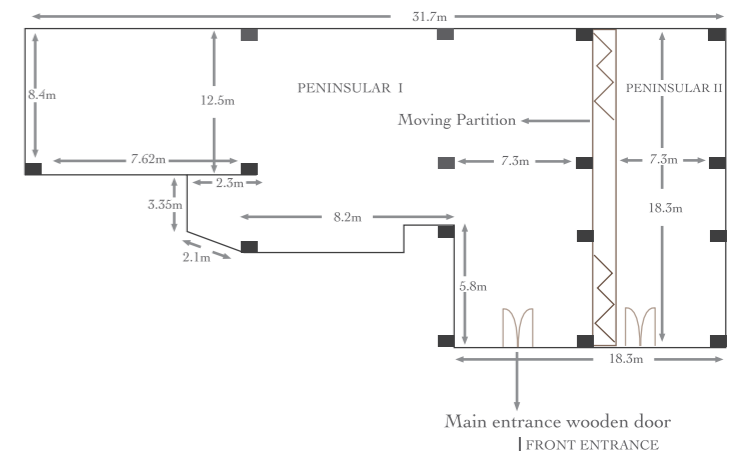 31.7m
8.4m
12.5m
PENINSULAR I
PENINSULAR II
Moving Partition
7.62m
7.3m
7.3m
2.3m
3.35m
8.2m
18.3m
2.1m
5.8m
18.3m
Main entrance wooden door
FRONT ENTRANCE